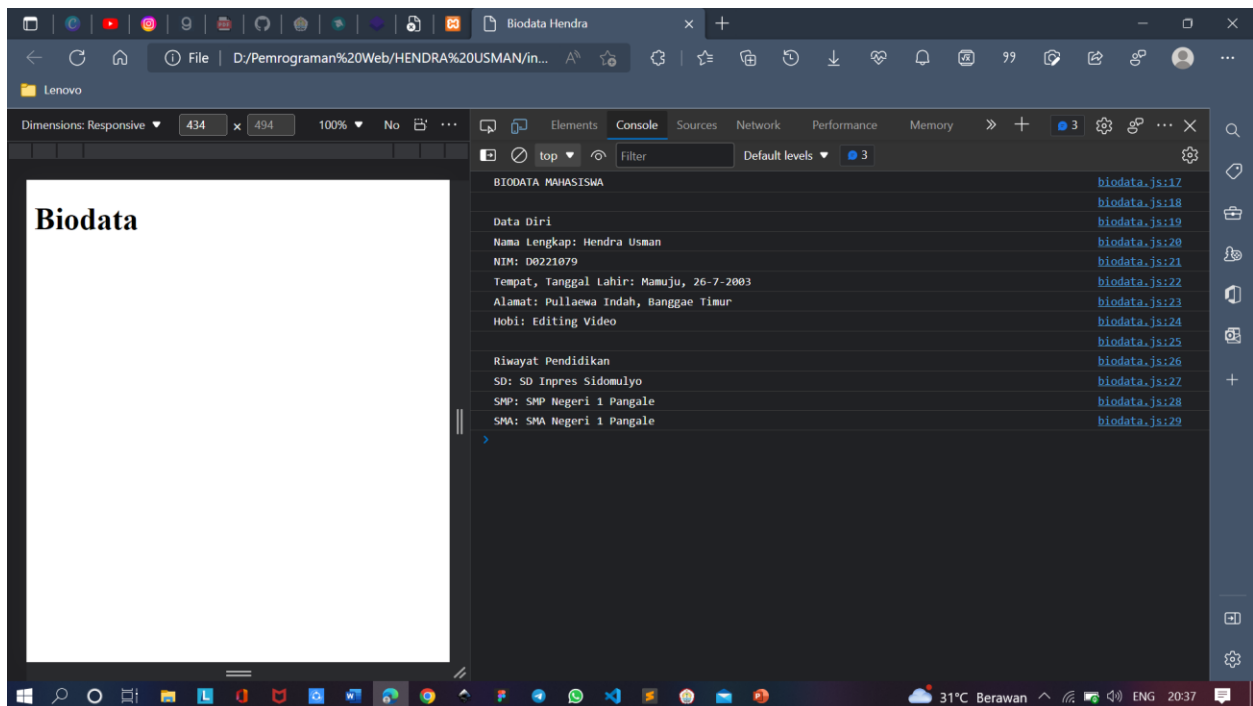 Biodata Hendra
File D:/Pemrograman%20Web/HENDRA%20USMAN/in...
Lenovo
Dimensions: Responsive 434 x 494 100% No
Elements Console Sources Network Performance Memory 3
top Filter Default levels 3
Biodata
BIODATA MAHASISWA biodata.js:17
biodata.js:18
Data Diri biodata.js:19
Nama Lengkap: Hendra Usman biodata.js:20
NIM: D0221079 biodata.js:21
Tempat, Tanggal Lahir: Mamuju, 26-7-2003 biodata.js:22
Alamat: Pullaewa Indah, Banggae Timur biodata.js:23
Hobi: Editing Video biodata.js:24
biodata.js:25
Riwayat Pendidikan biodata.js:26
SD: SD Inpres Sidomulyo biodata.js:27
SMP: SMP Negeri 1 Pangale biodata.js:28
SMA: SMA Negeri 1 Pangale biodata.js:29
31°C Berawan ENG 20:37